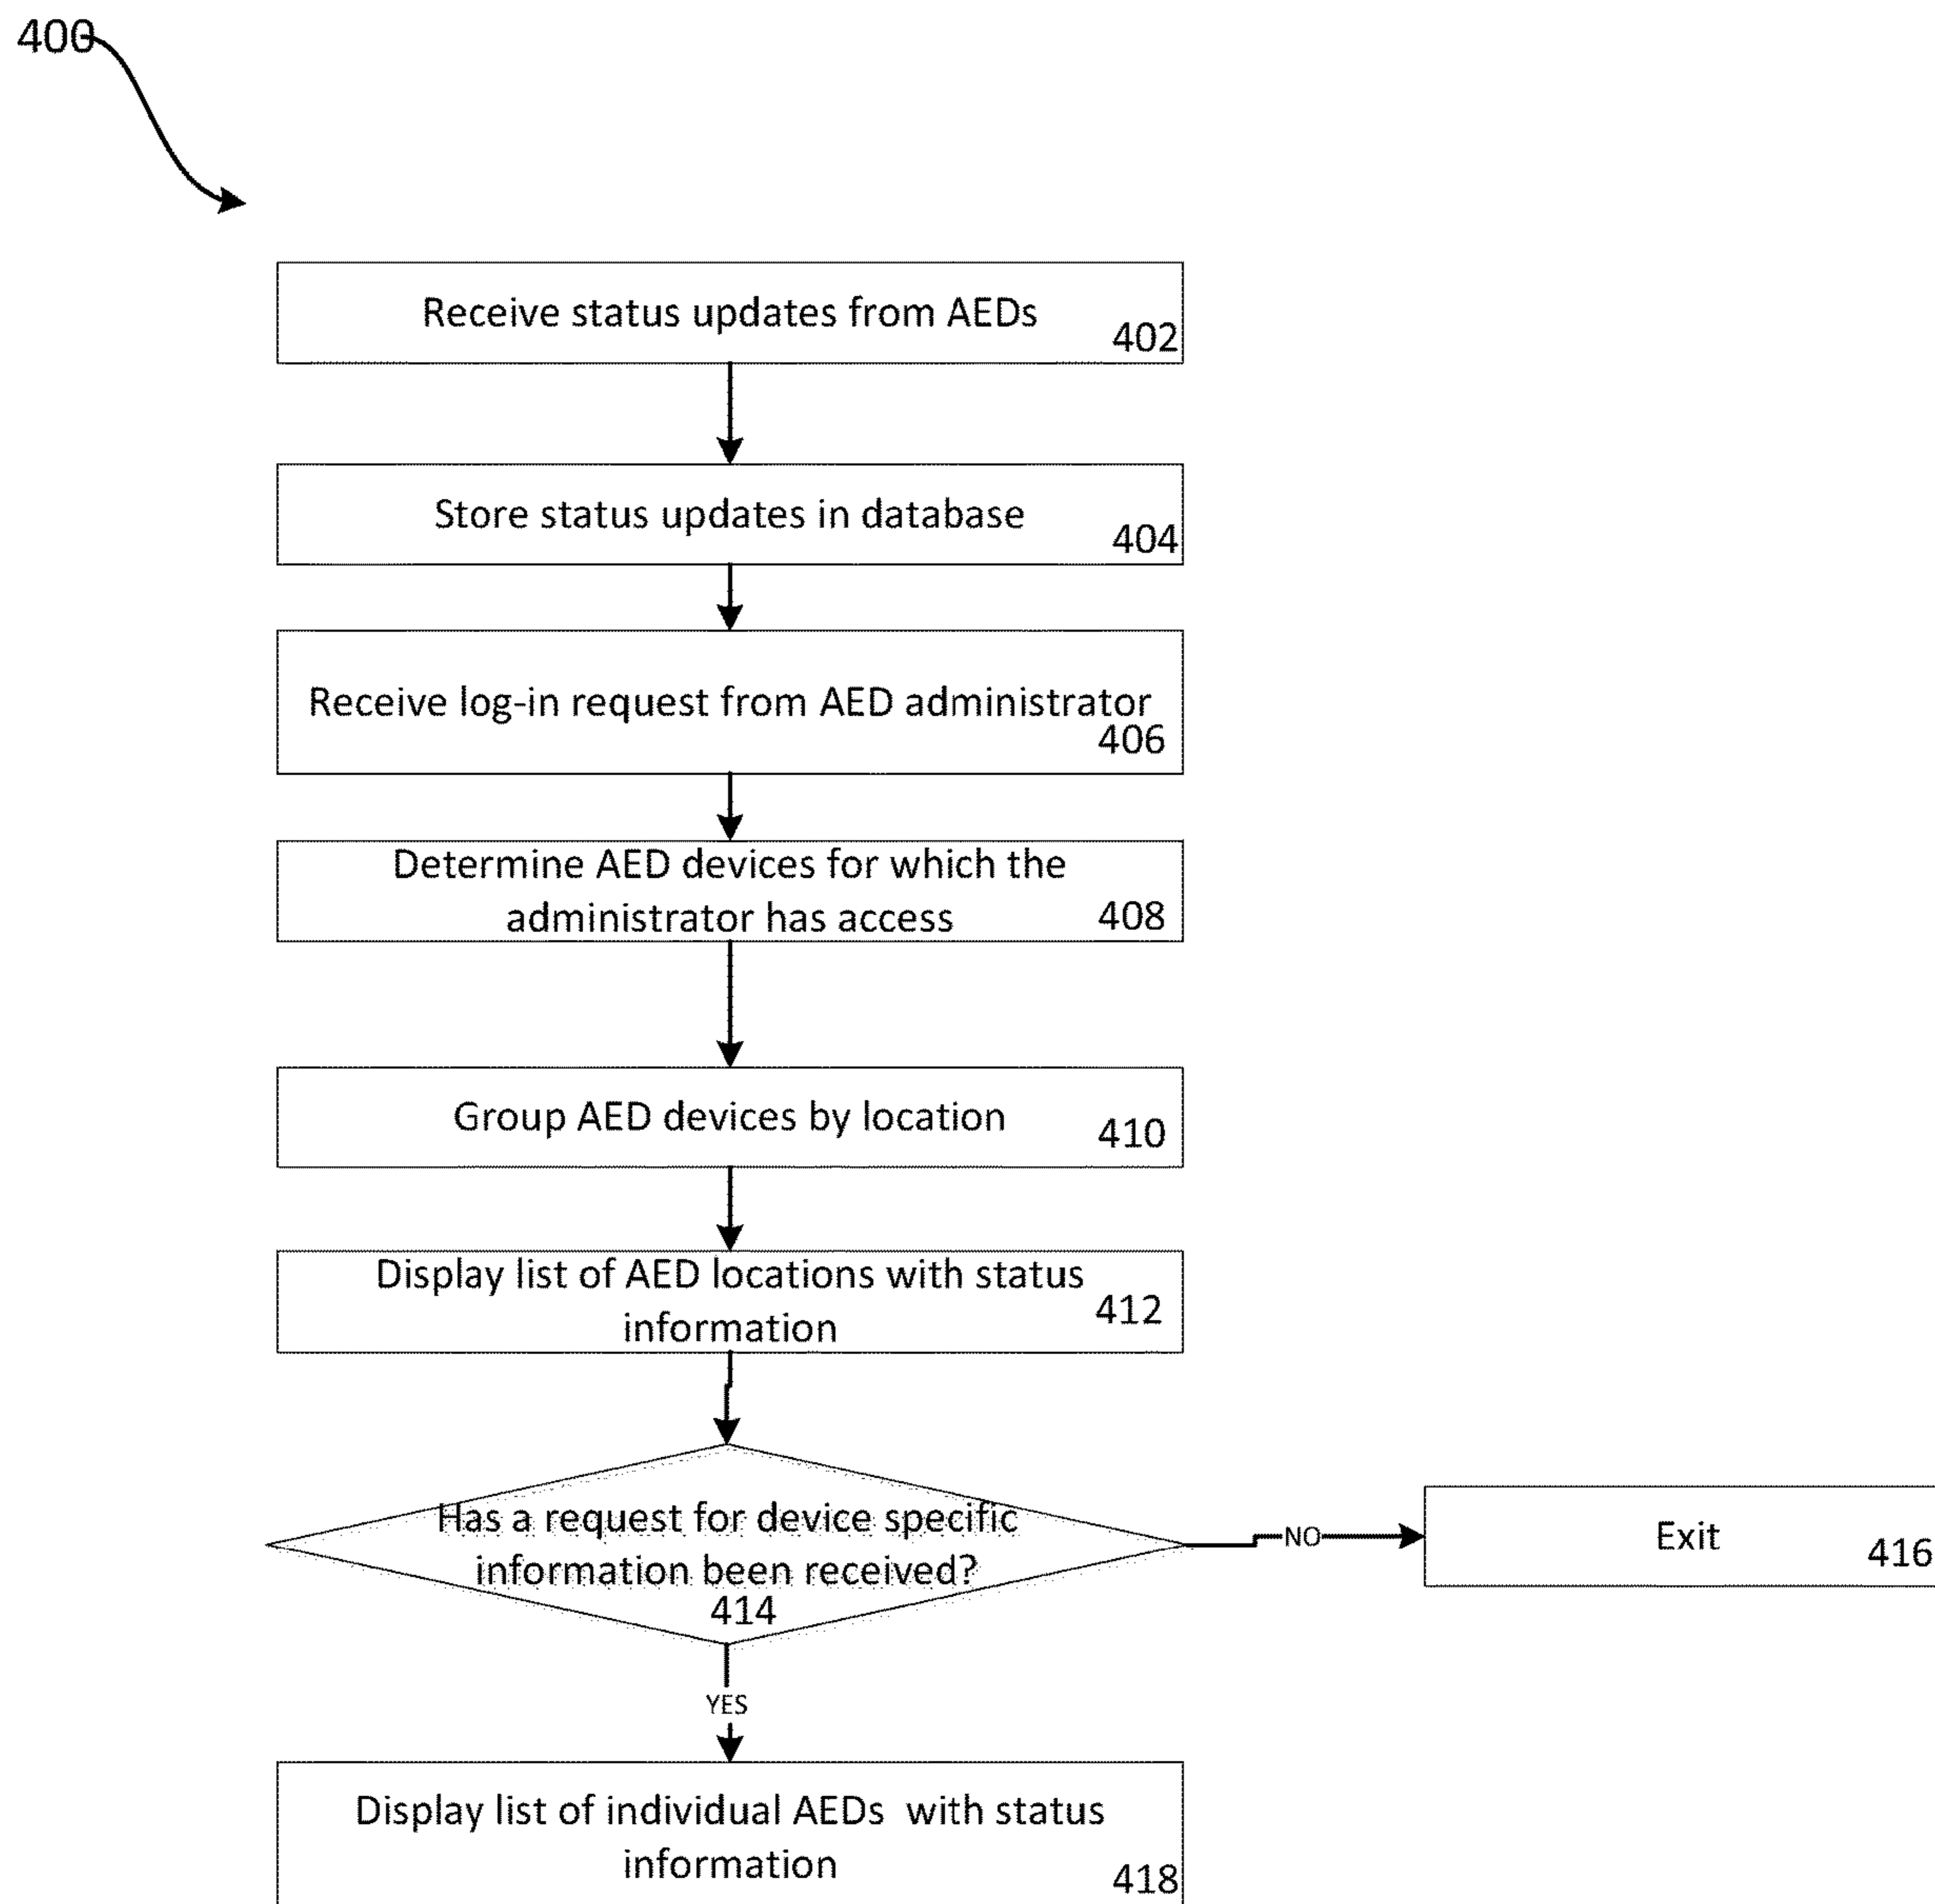 400
Receive status updates from AEDs
402
Store status updates in database
404
Receive log-in request from AED administrator
406
Determine AED devices for which the
administrator has access
408
Group AED devices by location
410
Display list of AED locations with status
information
412
Has a request for device specific
information been received?
414
NO
Exit
416
YES
Display list of individual AEDs with status
information
418